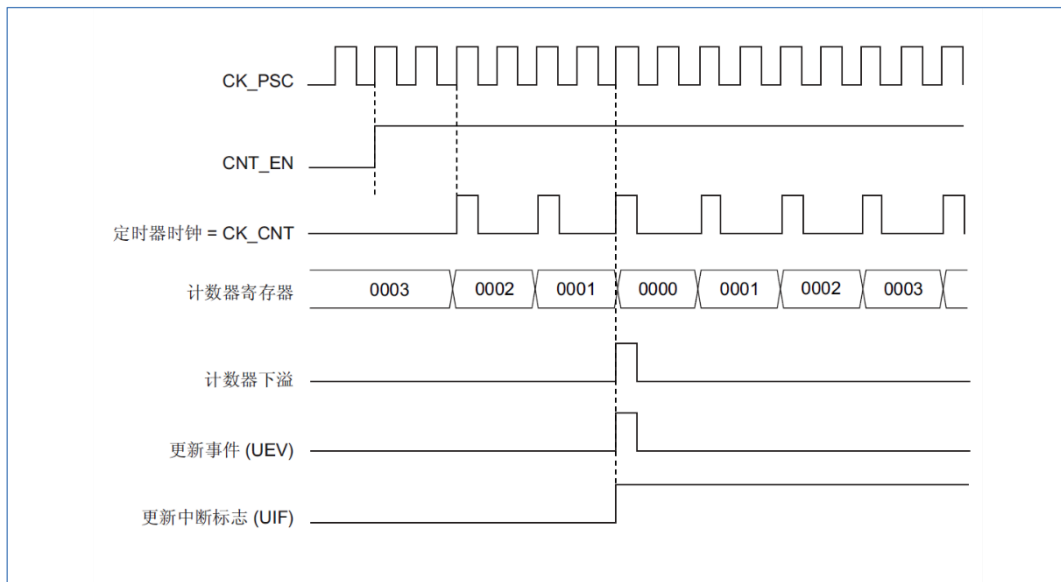 CK_PSC
CNT_EN
定时器时钟 = CK_CNT
计数器寄存器
0003 0002 0001 0000 0001 0002 0003
计数器下溢
更新事件 (UEV)
更新中断标志 (UIF)